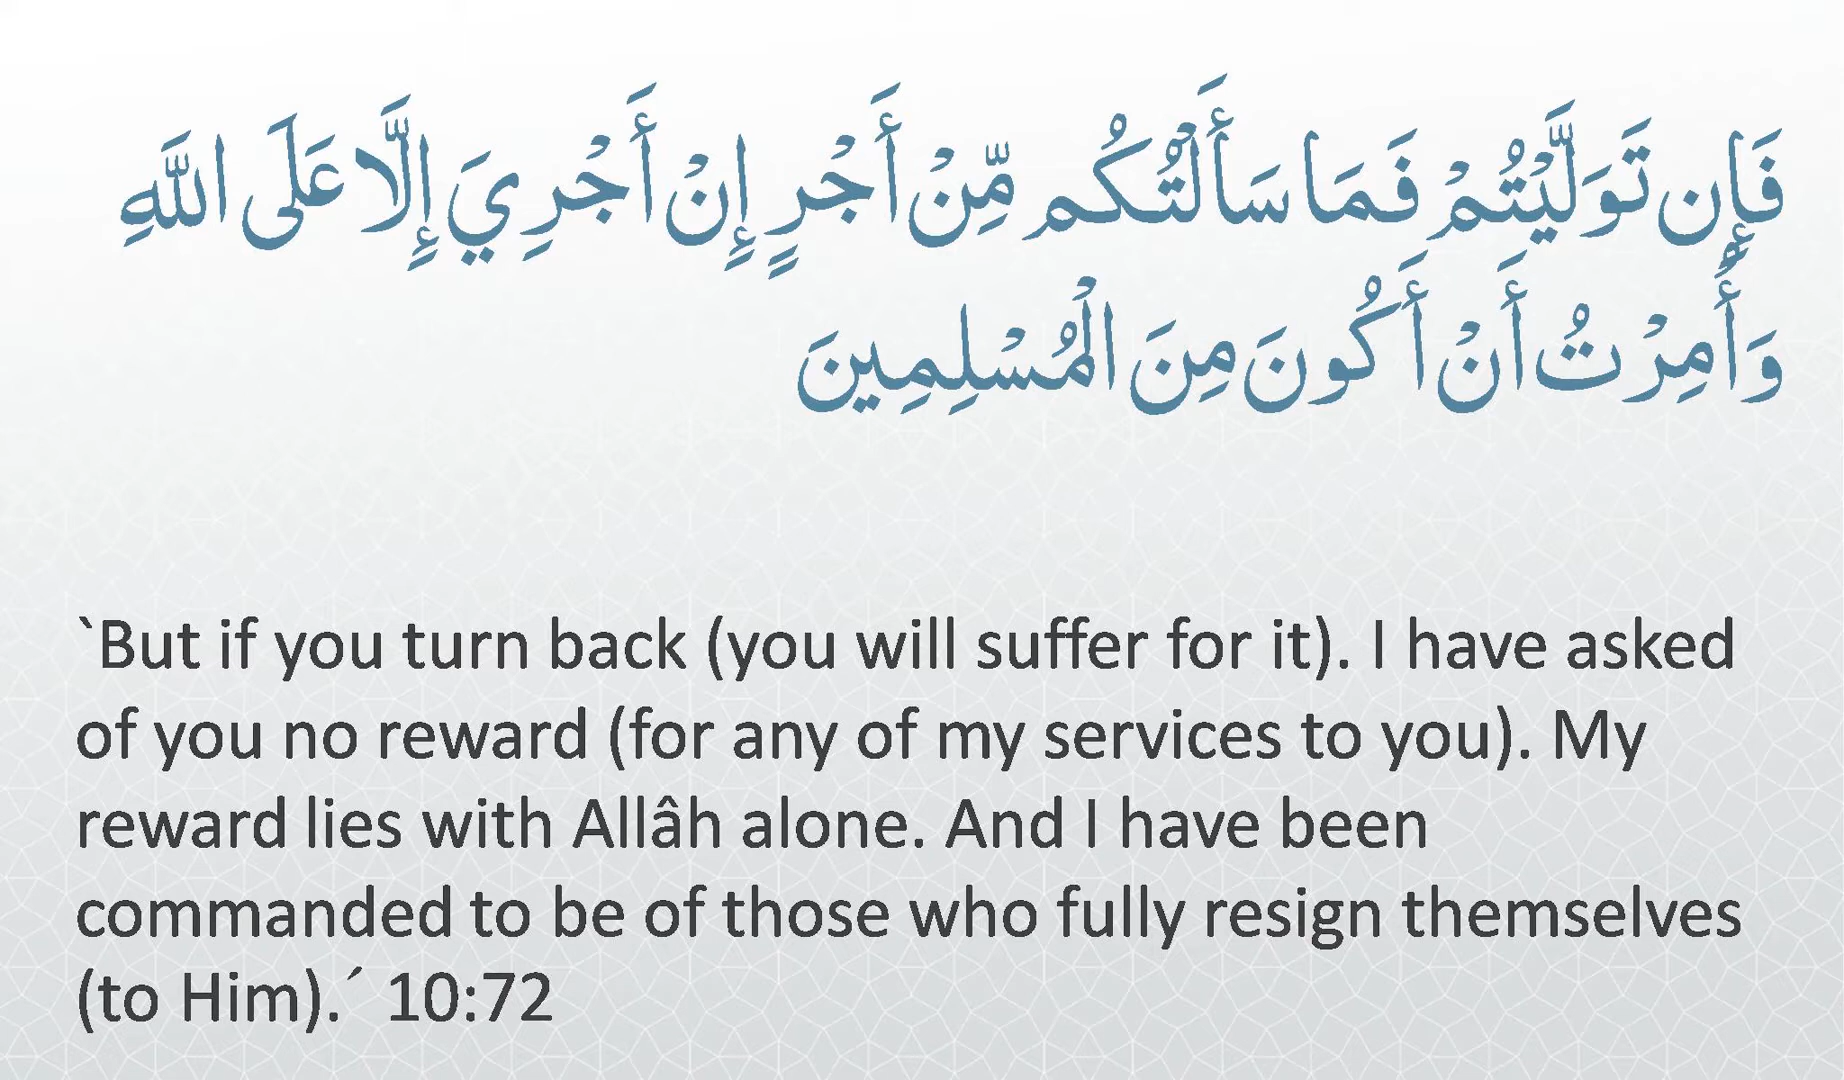 فَإِن تَوَلَّيْتُمْ فَمَا سَأَلْتُكُم مِّنْ أَجْرٍ إِنْ أَجْرِيَ إِلَّا عَلَى اللَّهِ
وَأُمِرْتُ أَنْ أَكُونَ مِنَ الْمُسْلِمِينَ
`But if you turn back (you will suffer for it). I have asked
of you no reward (for any of my services to you). My
reward lies with Allâh alone. And I have been
commanded to be of those who fully resign themselves
(to Him).´ 10:72